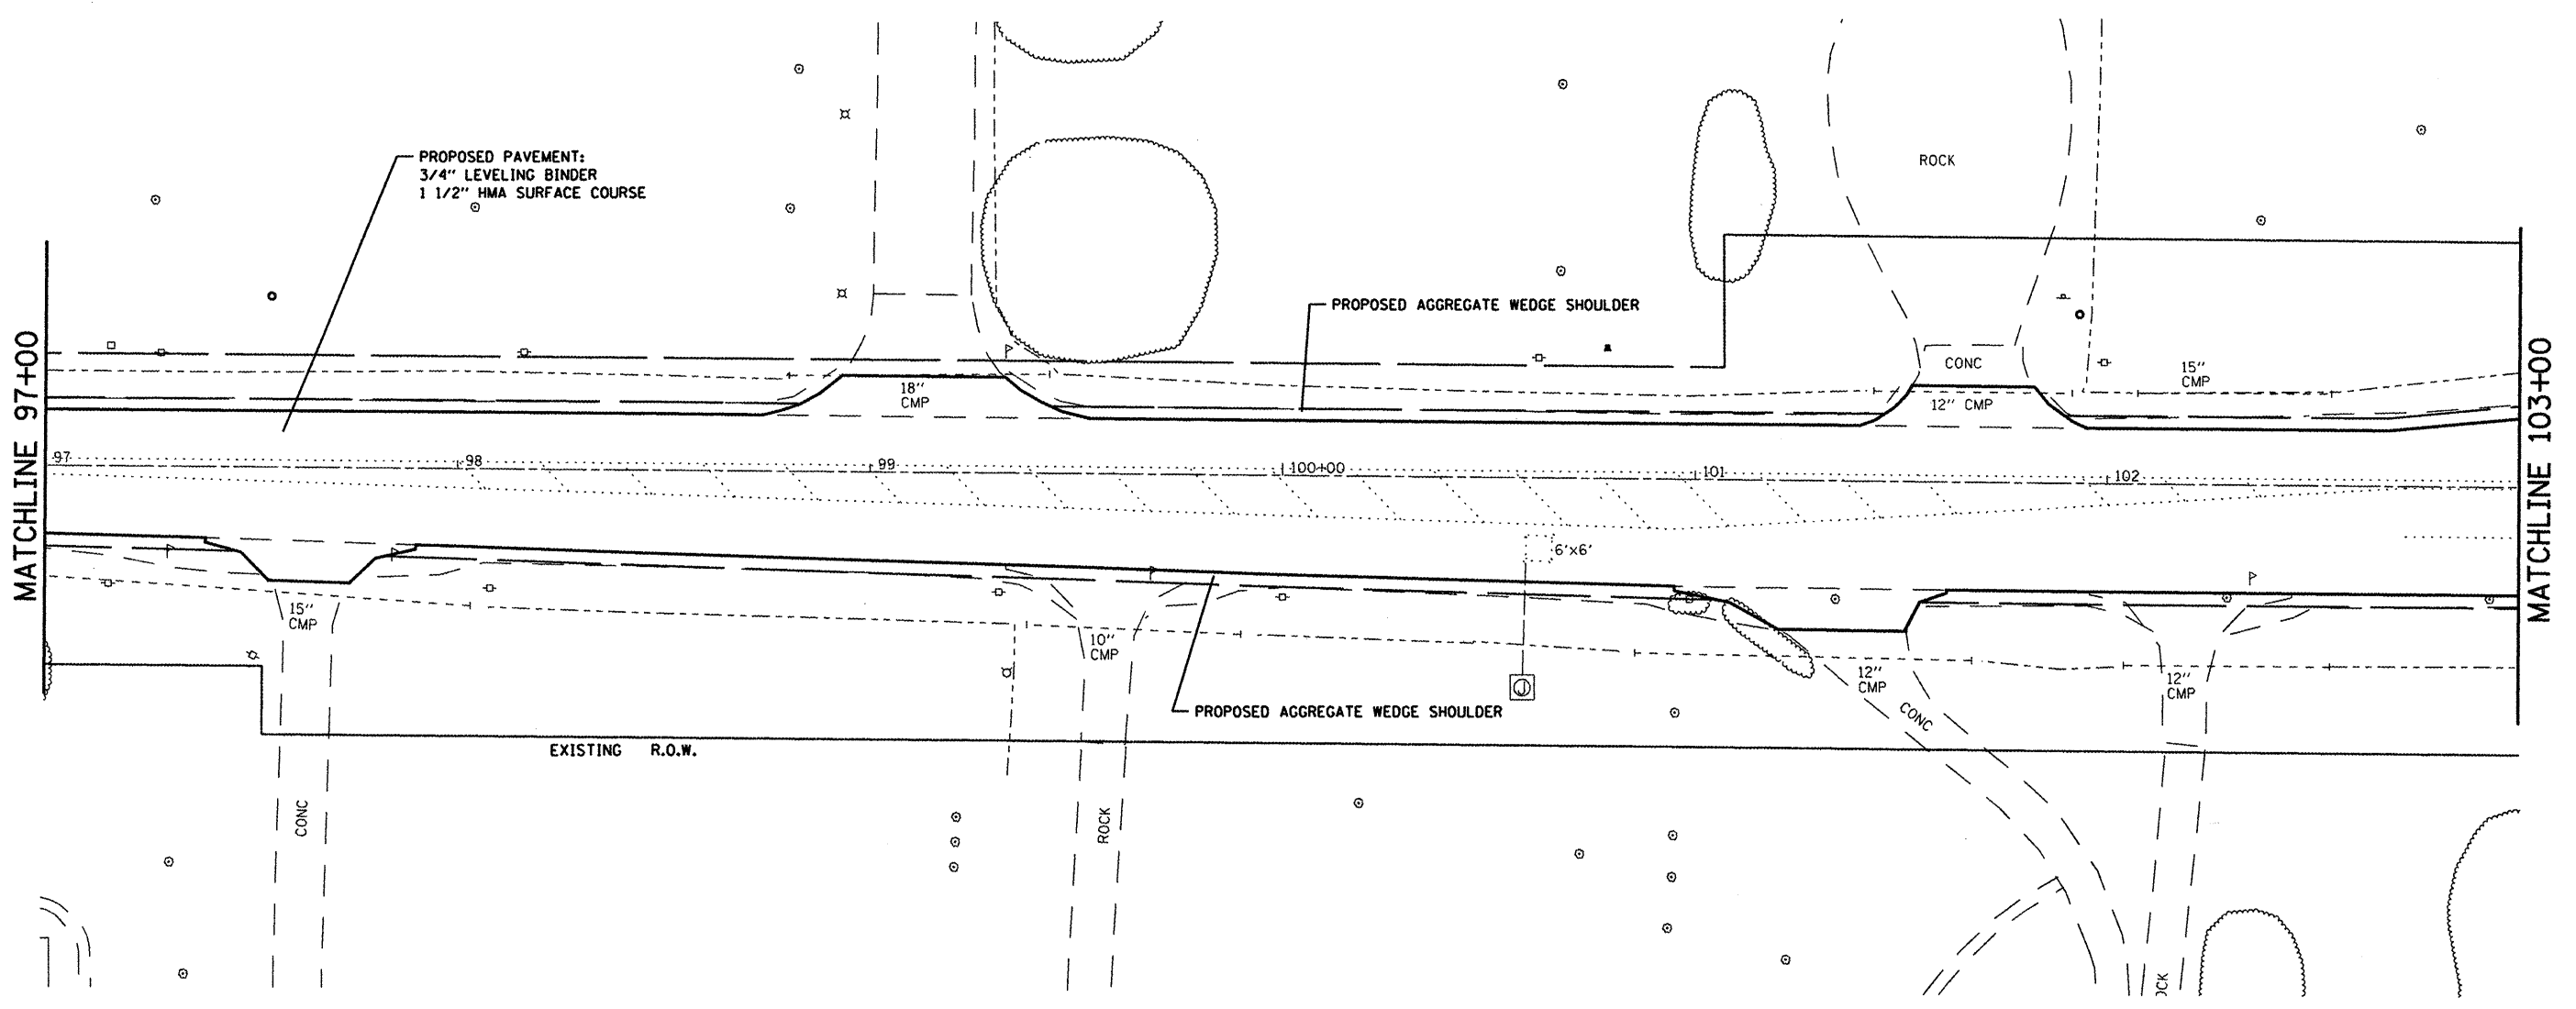 PROPOSED PAVEMENT:
3/4" LEVELING BINDER
1 1/2" HMA SURFACE COURSE
ROCK
PROPOSED AGGREGATE WEDGE SHOULDER
MATCHLINE 97+00
MATCHLINE 103+00
CONC
15"
CMP
18"
CMP
12" CMP
97
98
99
100+00
101
102
6'x6'
15"
CMP
10"
CMP
J
12"
CMP
12"
CMP
CONC
PROPOSED AGGREGATE WEDGE SHOULDER
EXISTING R.O.W.
CONC
ROCK
OCK